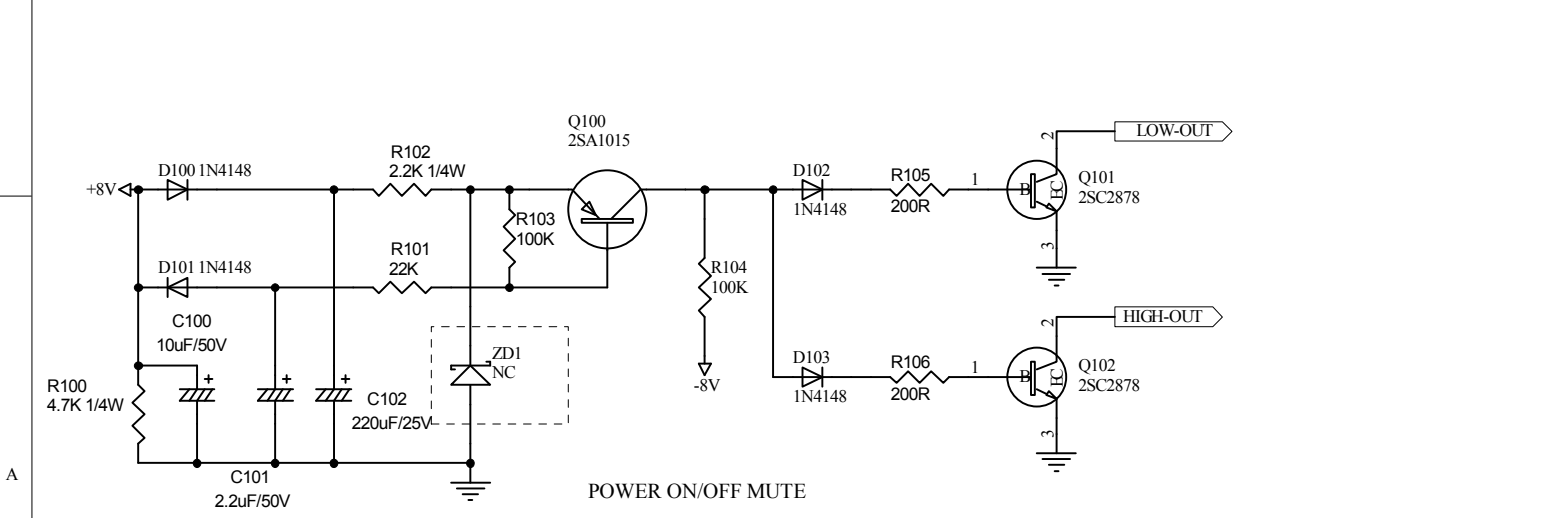 Q100
2SA1015
LOW-OUT
2
R102
2.2K 1/4W
D100 1N4148
+8V
D102
1N4148
R105
200R
1
B
EC
Q101
2SC2878
R103
100K
3
R101
22K
D101 1N4148
R104
100K
C100
10uF/50V
HIGH-OUT
2
ZD1
NC
D103
1N4148
R106
200R
1
B
EC
Q102
2SC2878
-8V
R100
4.7K 1/4W
+
+
+
C102
220uF/25V
3
A
C101
2.2uF/50V
POWER ON/OFF MUTE